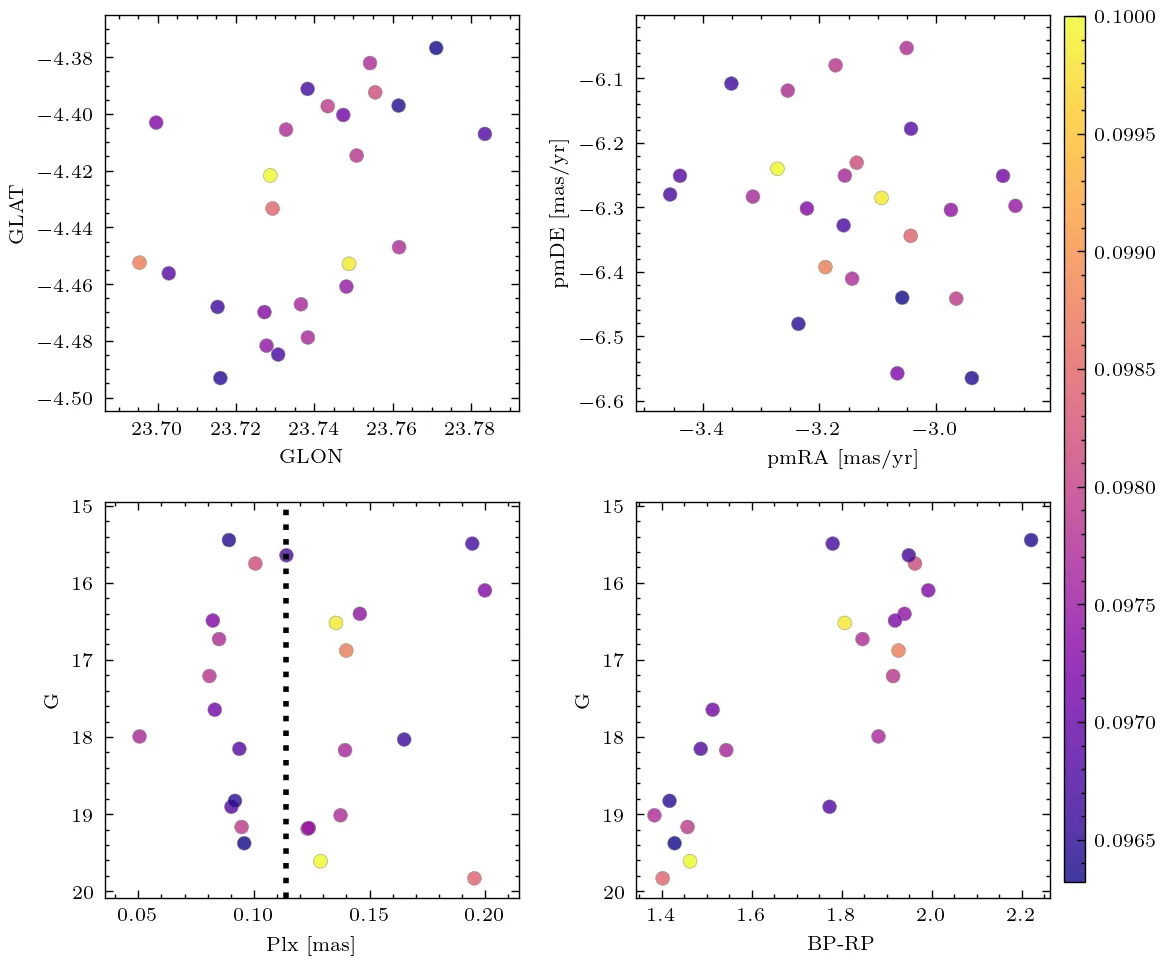 −4.38
−4.40
−4.42
−4.44
−4.46
−4.48
−4.50
GLAT
23.70 23.72 23.74 23.76 23.78
GLON
−6.1
−6.2
−6.3
−6.4
−6.5
−6.6
pmDE [mas/yr]
−3.4 −3.2 −3.0
pmRA [mas/yr]
0.1000
0.0995
0.0990
0.0985
0.0980
0.0975
0.0970
0.0965
15
16
17
18
19
20
G
0.05 0.10 0.15 0.20
Plx [mas]
15
16
17
18
19
20
G
1.4 1.6 1.8 2.0 2.2
BP-RP